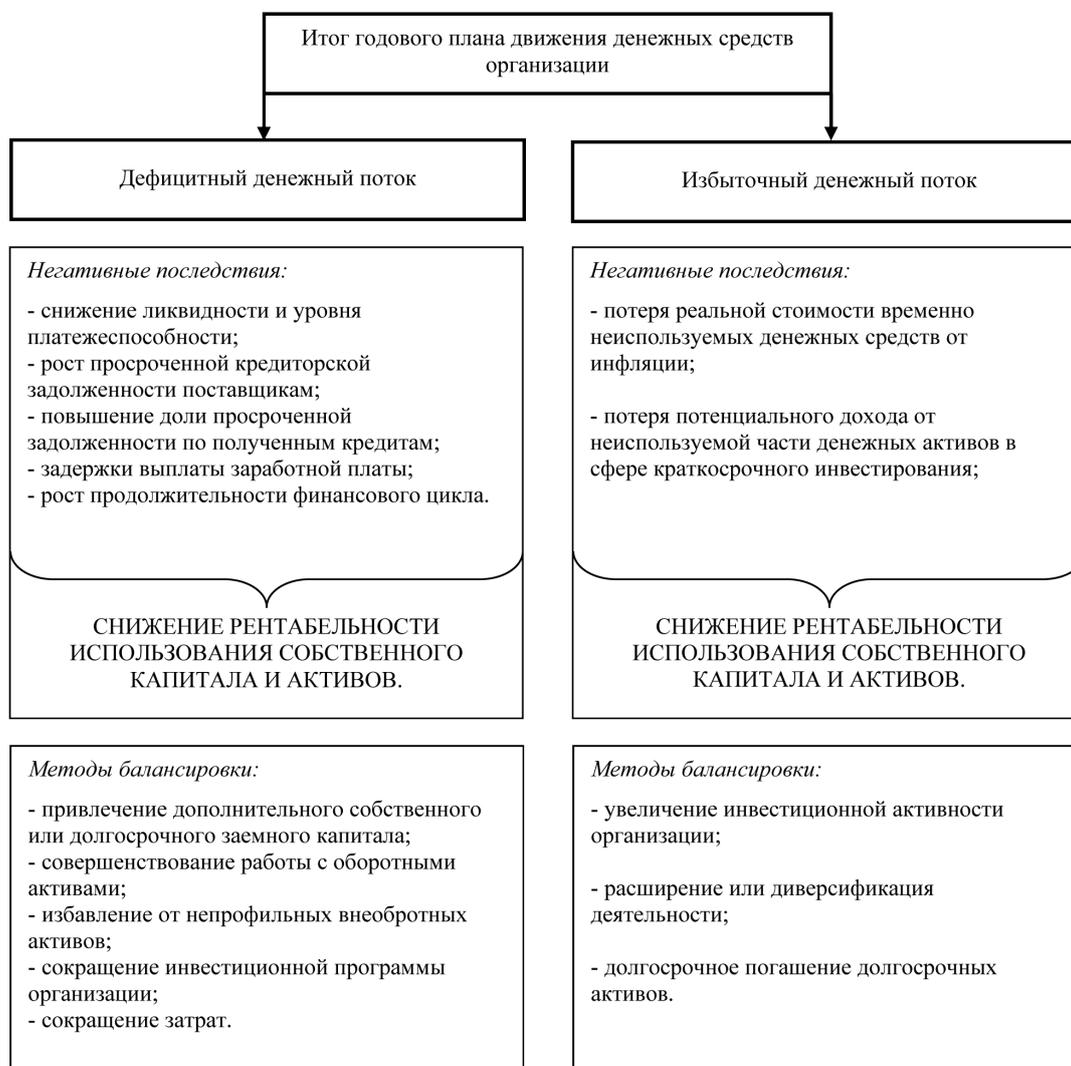 Итог годового плана движения денежных средств
организации
Дефицитный денежный поток
Избыточный денежный поток
Негативные последствия:
- снижение ликвидности и уровня
платежеспособности;
- рост просроченной кредиторской
задолженности поставщикам;
- повышение доли просроченной
задолженности по полученным кредитам;
- задержки выплаты заработной платы;
- рост продолжительности финансового цикла.
СНИЖЕНИЕ РЕНТАБЕЛЬНОСТИ
ИСПОЛЬЗОВАНИЯ СОБСТВЕННОГО
КАПИТАЛА И АКТИВОВ.
Негативные последствия:
- потеря реальной стоимости временно
неиспользуемых денежных средств от
инфляции;
- потеря потенциального дохода от
неиспользуемой части денежных активов в
сфере краткосрочного инвестирования;
СНИЖЕНИЕ РЕНТАБЕЛЬНОСТИ
ИСПОЛЬЗОВАНИЯ СОБСТВЕННОГО
КАПИТАЛА И АКТИВОВ.
Методы балансировки:
- привлечение дополнительного собственного
или долгосрочного заемного капитала;
- совершенствование работы с оборотными
активами;
- избавление от непрофильных внеобротных
активов;
- сокращение инвестиционной программы
организации;
- сокращение затрат.
Методы балансировки:
- увеличение инвестиционной активности
организации;
- расширение или диверсификация
деятельности;
- долгосрочное погашение долгосрочных
активов.